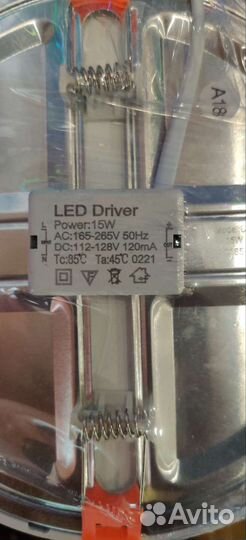 A18
LED Driver
Power:15W
AC:165-265V 50Hz
DC:112-128V 120mA
Tc:85℃ Ta:45℃ 0221
15W
Avito